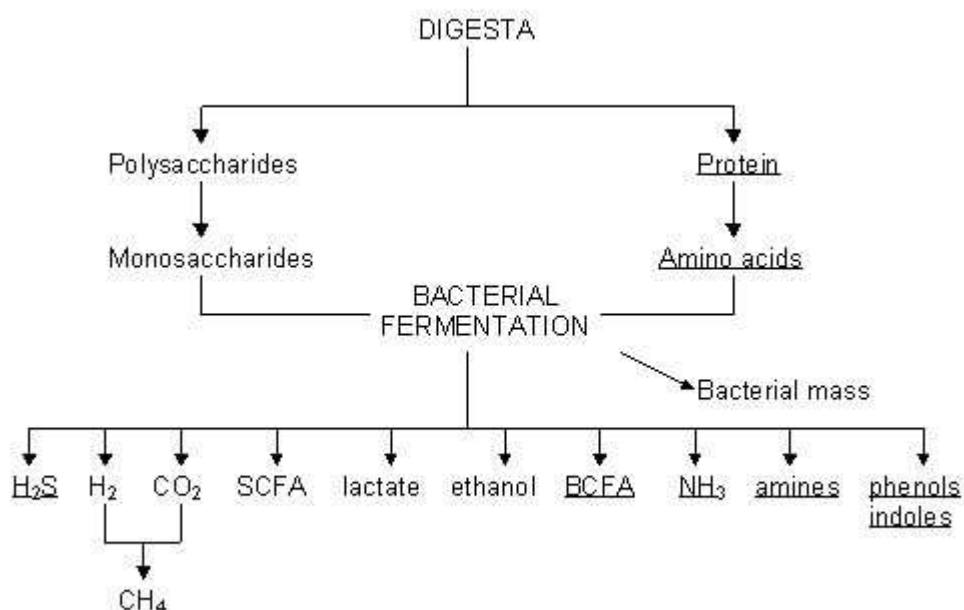 DIGESTA
Polysaccharides
Protein
Monosaccharides
Amino acids
BACTERIAL
FERMENTATION
Bacterial mass
H₂S
H₂
CO₂
SCFA
lactate
ethanol
BCFA
NH₃
amines
phenols
indoles
CH₄